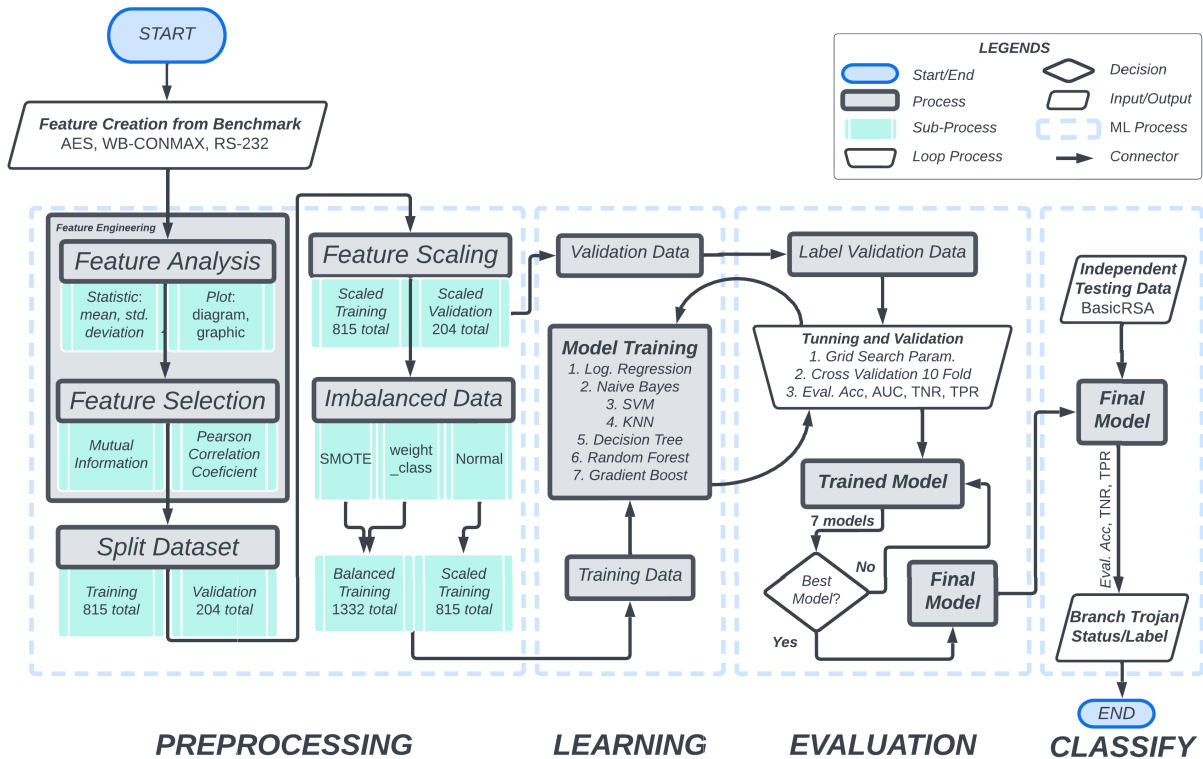 START
Feature Creation from Benchmark
AES, WB-CONMAX, RS-232
LEGENDS
Start/End
Process
Sub-Process
Loop Process
Decision
Input/Output
ML Process
Connector
Feature Engineering
Feature Analysis
Statistic:
mean, std.
deviation
Plot:
diagram,
graphic
Feature Selection
Mutual
Information
Pearson
Correlation
Coeficient
Split Dataset
Training
815 total
Validation
204 total
Feature Scaling
Scaled
Training
815 total
Scaled
Validation
204 total
Imbalanced Data
SMOTE
weight
_class
Normal
Balanced
Training
1332 total
Scaled
Training
815 total
PREPROCESSING
Validation Data
Model Training
1. Log. Regression
2. Naive Bayes
3. SVM
4. KNN
5. Decision Tree
6. Random Forest
7. Gradient Boost
Training Data
LEARNING
Label Validation Data
Tunning and Validation
1. Grid Search Param.
2. Cross Validation 10 Fold
3. Eval. Acc, AUC, TNR, TPR
Trained Model
7 models
Best
Model?
No
Yes
Final
Model
EVALUATION
Independent
Testing Data
BasicRSA
Final
Model
Eval. Acc, TNR, TPR
Branch Trojan
Status/Label
END
CLASSIFY